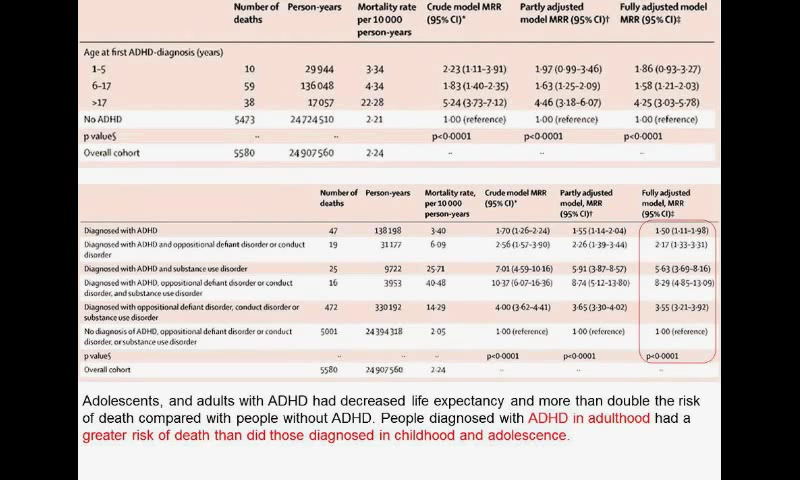 Number of deaths Person-years Mortality rate per 10 000 person-years Crude model MRR (95% CI)* Partly adjusted model MRR (95% CI)† Fully adjusted model MRR (95% CI)‡
Age at first ADHD-diagnosis (years)
1–5 10 29 944 3·34 2·23 (1·11–3·91) 1·97 (0·99–3·46) 1·86 (0·93–3·27)
6–17 59 136 048 4·34 1·83 (1·40–2·35) 1·63 (1·25–2·09) 1·58 (1·21–2·03)
>17 38 17 057 22·28 5·24 (3·73–7·12) 4·46 (3·18–6·07) 4·25 (3·03–5·78)
No ADHD 5473 24 724 510 2·21 1·00 (reference) 1·00 (reference) 1·00 (reference)
p value§ ·· ·· p<0·0001 p<0·0001 p<0·0001
Overall cohort 5580 24 907 560 2·24 ·· ·· ··
Number of deaths Person-years Mortality rate, per 10 000 person-years Crude model MRR (95% CI)* Partly adjusted model, MRR (95% CI)† Fully adjusted model, MRR (95% CI)‡
Diagnosed with ADHD 47 138 198 3·40 1·70 (1·26–2·24) 1·55 (1·14–2·04) 1·50 (1·11–1·98)
Diagnosed with ADHD and oppositional defiant disorder or conduct disorder 19 31 177 6·09 2·56 (1·57–3·90) 2·26 (1·39–3·44) 2·17 (1·33–3·31)
Diagnosed with ADHD and substance use disorder 25 9722 25·71 7·01 (4·59–10·16) 5·91 (3·87–8·57) 5·63 (3·69–8·16)
Diagnosed with ADHD, oppositional defiant disorder or conduct disorder, and substance use disorder 16 3953 40·48 10·37 (6·07–16·36) 8·74 (5·12–13·80) 8·29 (4·85–13·09)
Diagnosed with oppositional defiant disorder, conduct disorder or substance use disorder 472 330 192 14·29 4·00 (3·62–4·41) 3·65 (3·30–4·02) 3·55 (3·21–3·92)
No diagnosis of ADHD, oppositional defiant disorder or conduct disorder, or substance use disorder 5001 24 394 318 2·05 1·00 (reference) 1·00 (reference) 1·00 (reference)
p value§ ·· ·· ·· p<0·0001 p<0·0001 p<0·0001
Overall cohort 5580 24 907 560 2·24 ·· ·· ··
Adolescents, and adults with ADHD had decreased life expectancy and more than double the risk
of death compared with people without ADHD. People diagnosed with ADHD in adulthood had a
greater risk of death than did those diagnosed in childhood and adolescence.